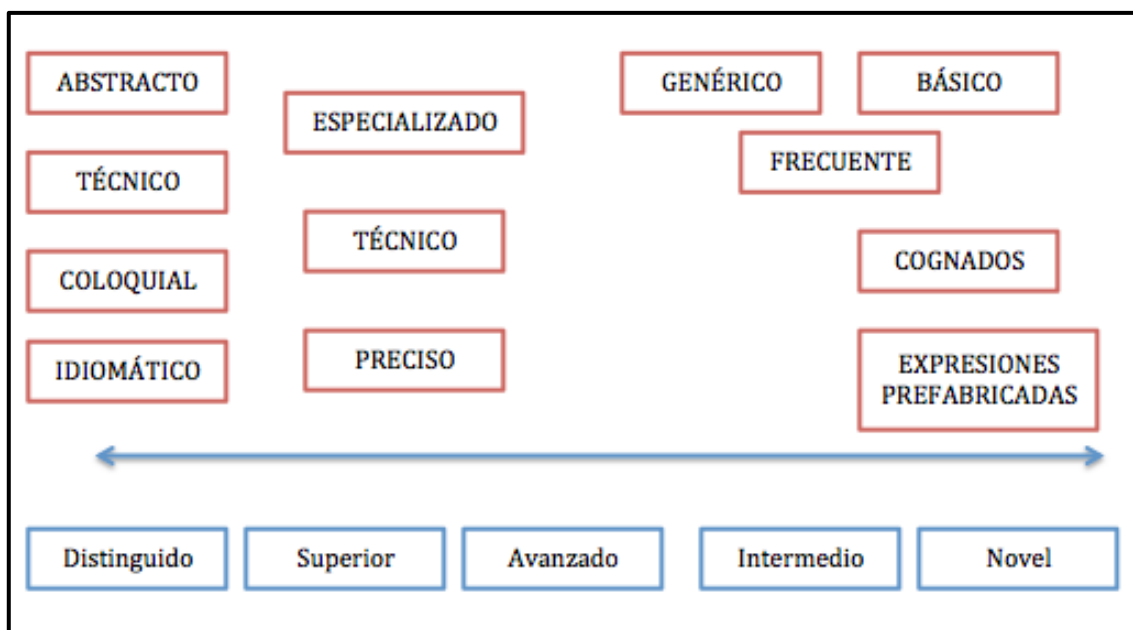 ABSTRACTO
GENÉRICO
BÁSICO
ESPECIALIZADO
FRECUENTE
TÉCNICO
TÉCNICO
COGNADOS
COLOQUIAL
PRECISO
IDIOMÁTICO
EXPRESIONES
PREFABRICADAS
Distinguido
Superior
Avanzado
Intermedio
Novel